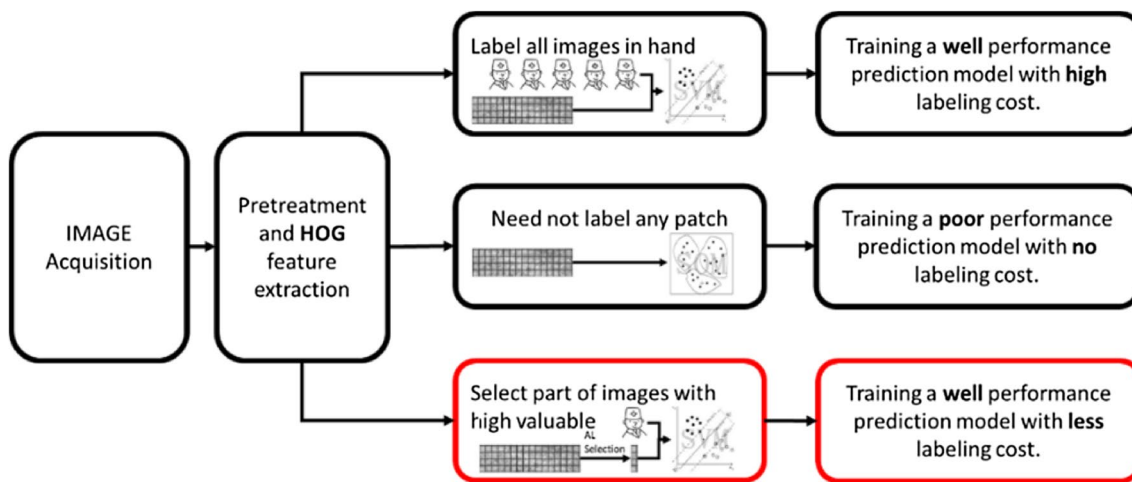 IMAGE
Acquisition
Pretreatment
and HOG
feature
extraction
Label all images in hand
SVM
Training a well performance
prediction model with high
labeling cost.
Need not label any patch
Training a poor performance
prediction model with no
labeling cost.
Select part of images with
high valuable
AL
Selection
SVM
Training a well performance
prediction model with less
labeling cost.